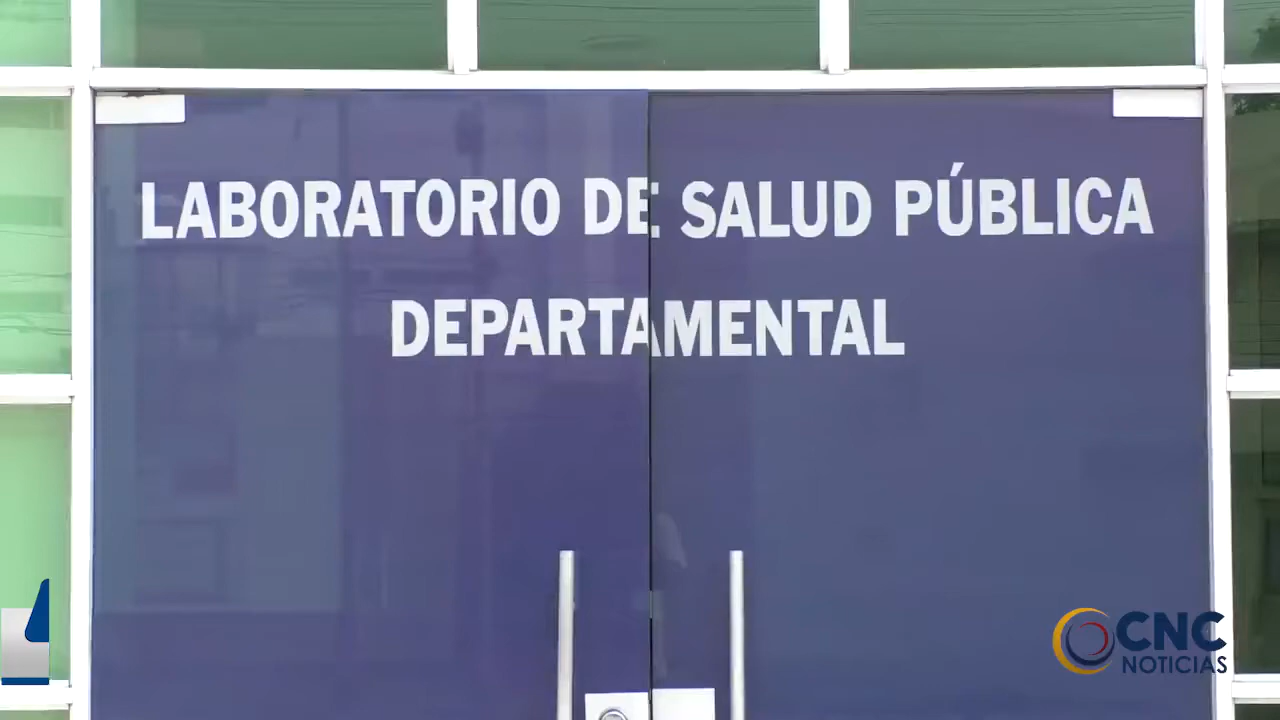 LABORATORIO DE SALUD PÚBLICA
DEPARTAMENTAL
CNC
NOTICIAS